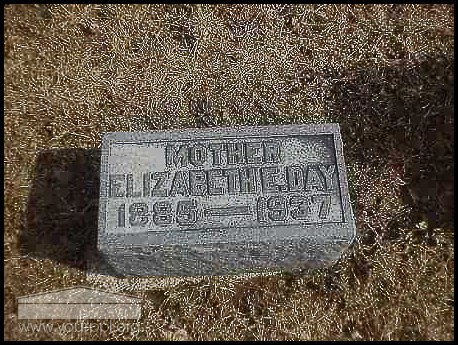 MOTHER
ELIZABETH E. DAY
1885 — 1937